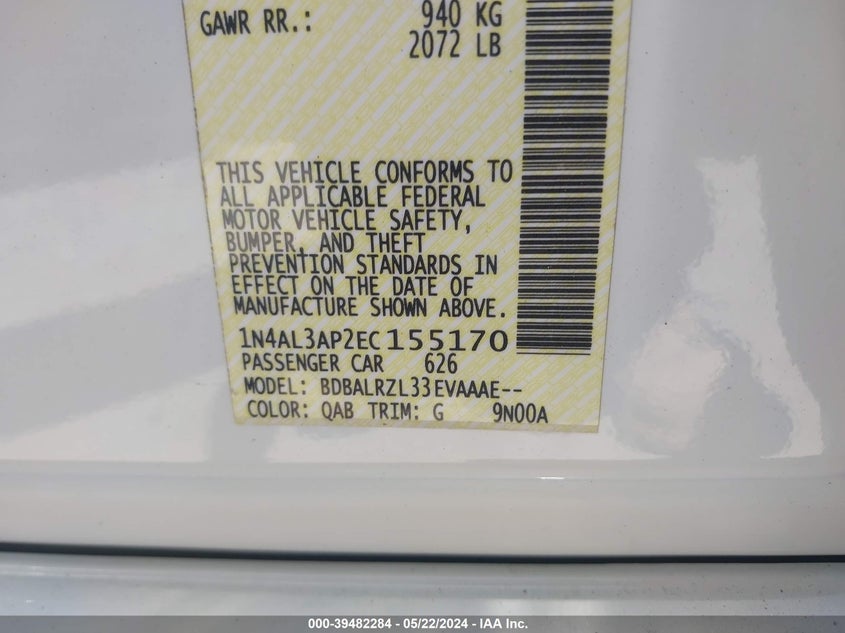 GAWR RR.: 940 KG
2072 LB
THIS VEHICLE CONFORMS TO
ALL APPLICABLE FEDERAL
MOTOR VEHICLE SAFETY,
BUMPER, AND THEFT
PREVENTION STANDARDS IN
EFFECT ON THE DATE OF
MANUFACTURE SHOWN ABOVE.
1N4AL3AP2EC155170
PASSENGER CAR 626
MODEL: BDBALRZL33EVAAAE--
COLOR: QAB TRIM: G 9N00A
000-39482284 - 05/22/2024 - IAA Inc.